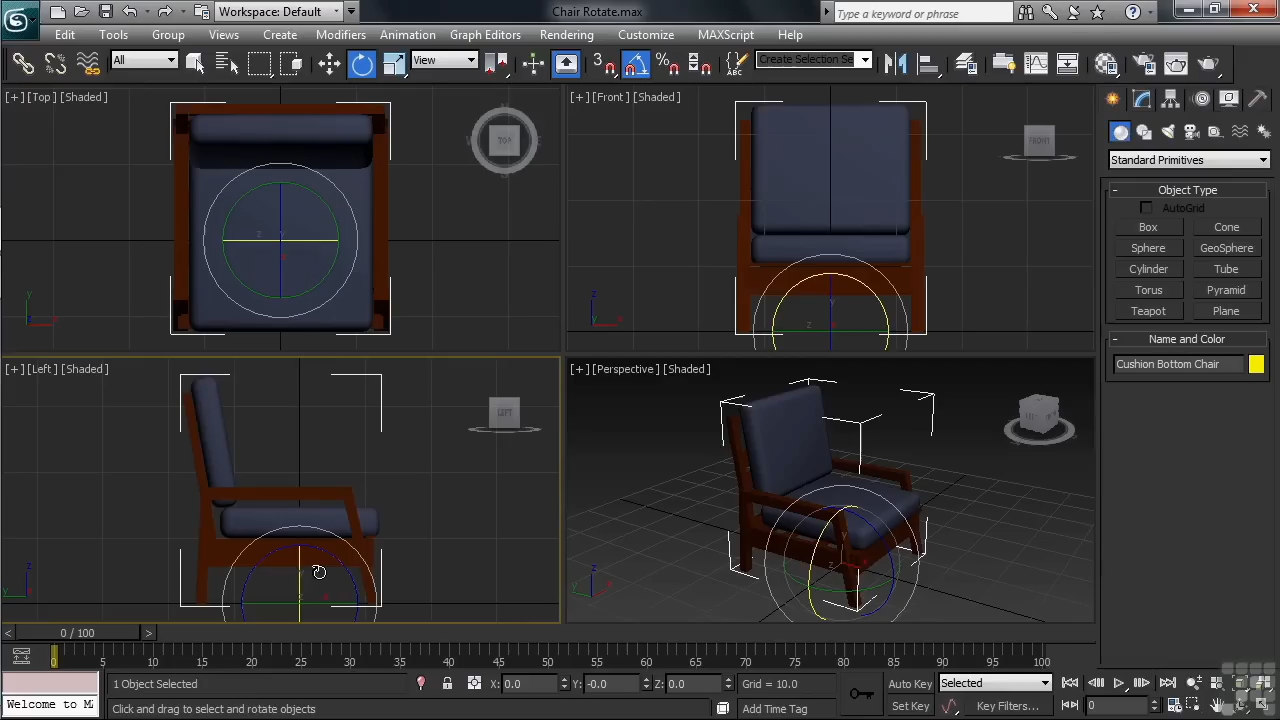 Workspace: Default
Chair Rotate.max
Type a keyword or phrase
Edit Tools Group Views Create Modifiers Animation Graph Editors Rendering Customize MAXScript Help
All
View
3
Create Selection Se
[+] [Top] [Shaded]
TOP
[+] [Front] [Shaded]
FRONT
Standard Primitives
- Object Type
AutoGrid
Box Cone
Sphere GeoSphere
Cylinder Tube
Torus Pyramid
Teapot Plane
- Name and Color
Cushion Bottom Chair
[+] [Left] [Shaded]
LEFT
[+] [Perspective] [Shaded]
< 0 / 100 >
0 5 10 15 20 25 30 35 40 45 50 55 60 65 70 75 80 85 90 95 100
1 Object Selected
X: 0.0 Y: -0.0 Z: 0.0
Grid = 10.0
Auto Key
Selected
Welcome to M
Click and drag to select and rotate objects
Add Time Tag
Set Key
Key Filters...
0